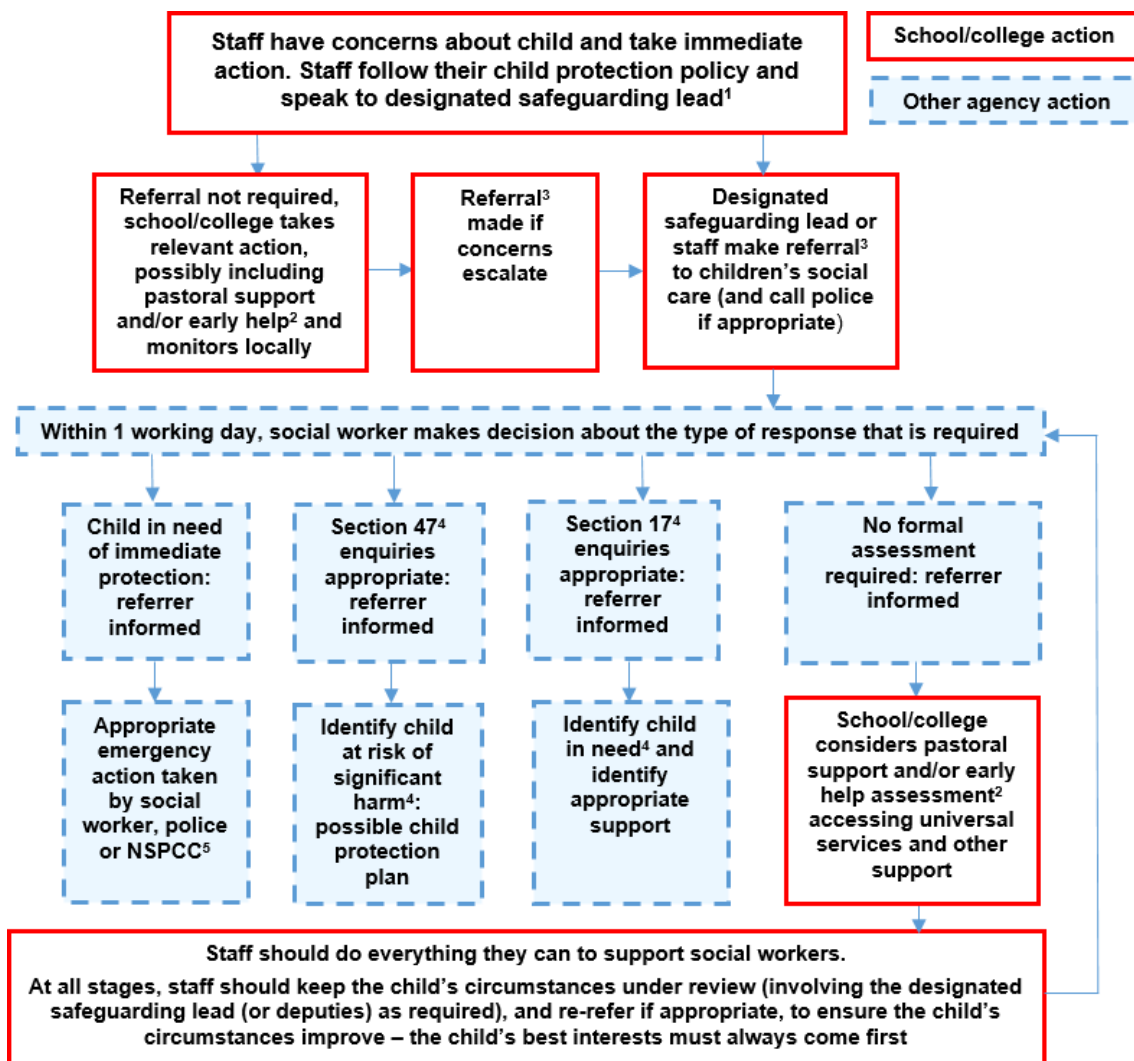 Staff have concerns about child and take immediate
action. Staff follow their child protection policy and
speak to designated safeguarding lead¹
School/college action
Other agency action
Referral not required,
school/college takes
relevant action,
possibly including
pastoral support
and/or early help² and
monitors locally
Referral³
made if
concerns
escalate
Designated
safeguarding lead or
staff make referral³
to children’s social
care (and call police
if appropriate)
Within 1 working day, social worker makes decision about the type of response that is required
Child in need
of immediate
protection:
referrer
informed
Section 47⁴
enquiries
appropriate:
referrer
informed
Section 17⁴
enquiries
appropriate:
referrer
informed
No formal
assessment
required: referrer
informed
Appropriate
emergency
action taken
by social
worker, police
or NSPCC⁵
Identify child
at risk of
significant
harm⁴:
possible child
protection
plan
Identify child
in need⁴ and
identify
appropriate
support
School/college
considers pastoral
support and/or early
help assessment²
accessing universal
services and other
support
Staff should do everything they can to support social workers.
At all stages, staff should keep the child’s circumstances under review (involving the designated
safeguarding lead (or deputies) as required), and re-refer if appropriate, to ensure the child’s
circumstances improve – the child’s best interests must always come first